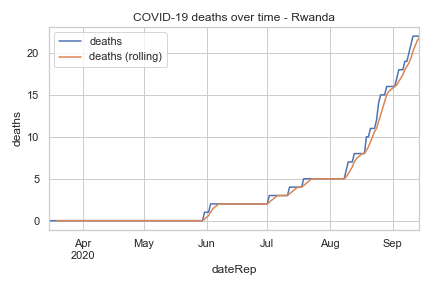 COVID-19 deaths over time - Rwanda
deaths
deaths (rolling)
deaths
20
15
10
5
0
Apr
2020
May
Jun
Jul
Aug
Sep
dateRep